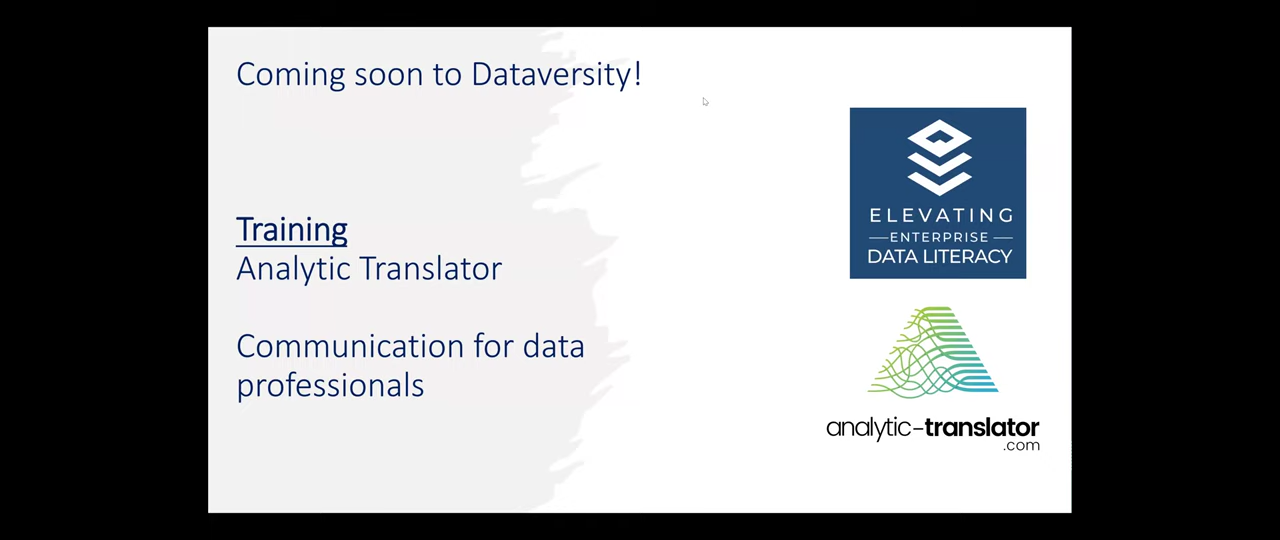 Coming soon to Dataversity!
Training
Analytic Translator
Communication for data
professionals
ELEVATING
ENTERPRISE
DATA LITERACY
analytic-translator
.com